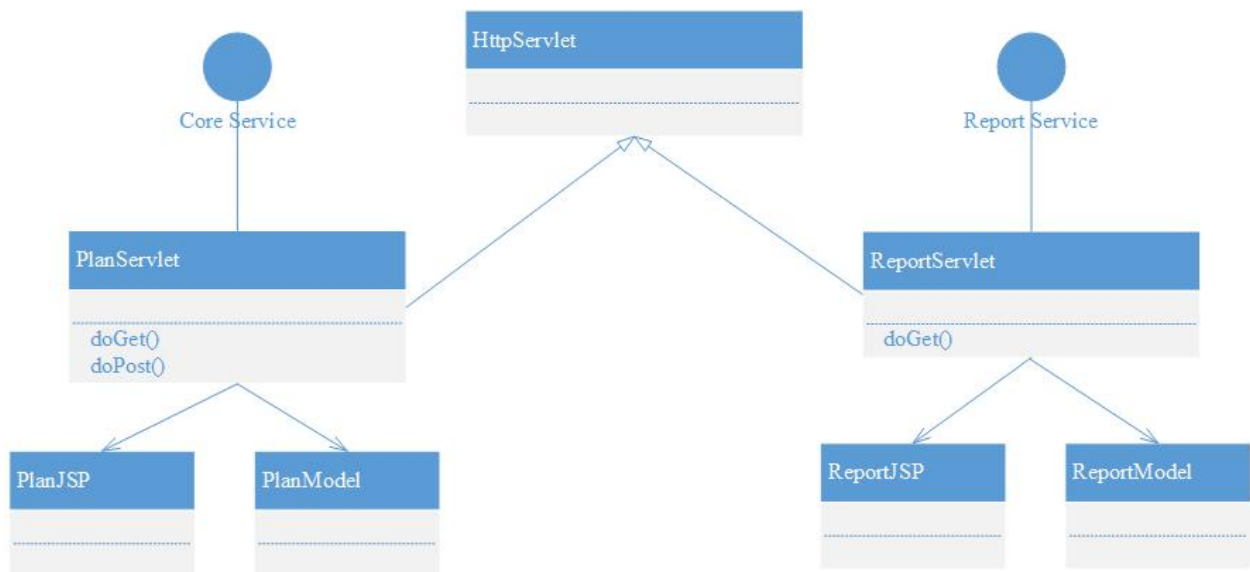 HttpServlet
Core Service
Report Service
PlanServlet
doGet()
doPost()
ReportServlet
doGet()
PlanJSP
PlanModel
ReportJSP
ReportModel